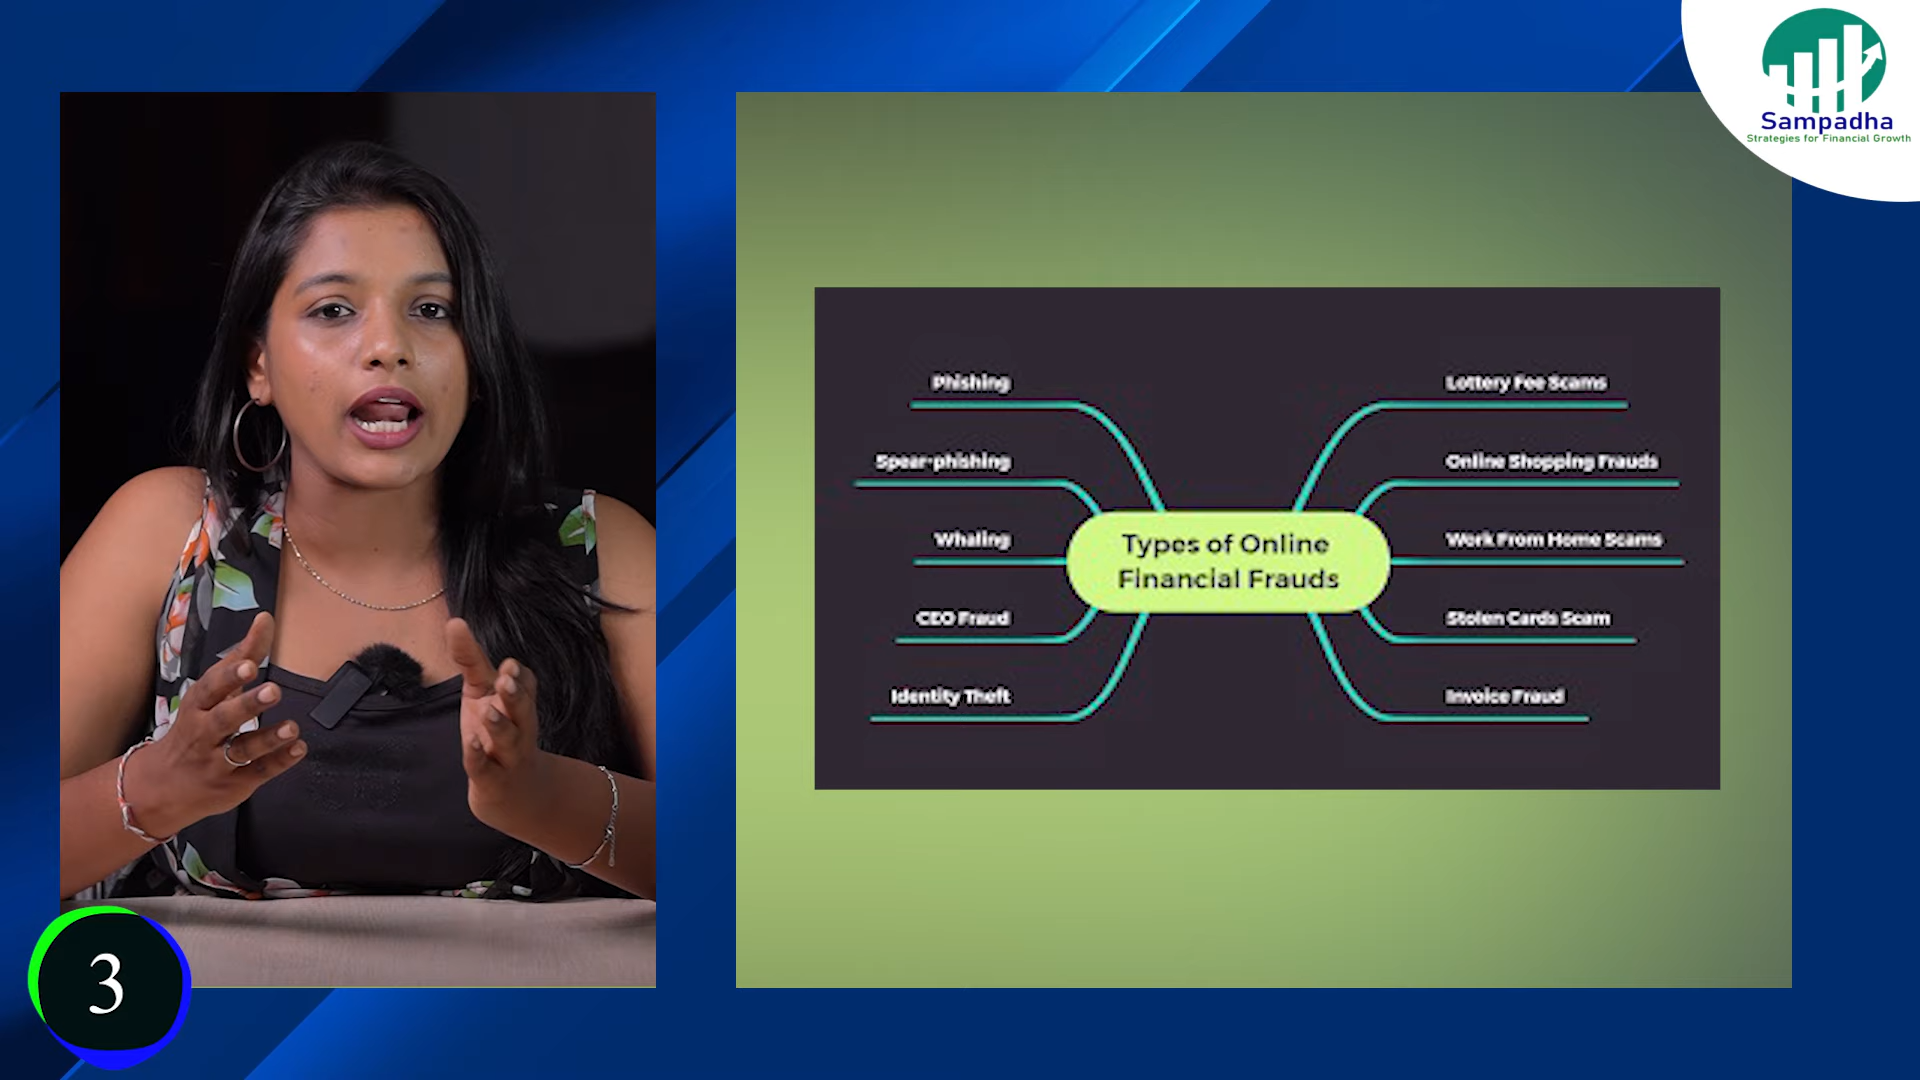 Sampadha
Strategies for Financial Growth
Phishing
Spear-phishing
Whaling
CEO Fraud
Identity Theft
Types of Online
Financial Frauds
Lottery Fee Scams
Online Shopping Frauds
Work From Home Scams
Stolen Cards Scam
Invoice Fraud
3